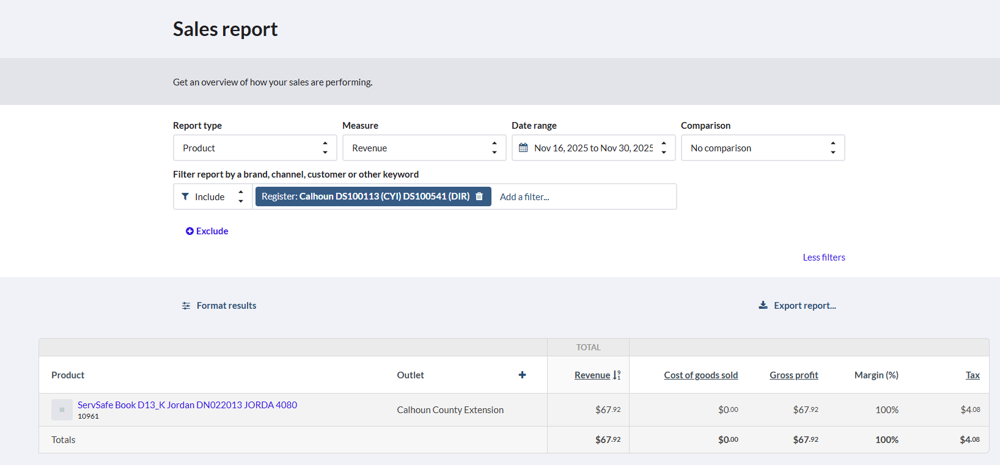 Sales report
Get an overview of how your sales are performing.
Report type
Measure
Date range
Comparison
Product
Revenue
Nov 16, 2025 to Nov 30, 2025
No comparison
Filter report by a brand, channel, customer or other keyword
Include
Register: Calhoun DS100113 (CYI) DS100541 (DIR)
Add a filter...
Exclude
Less filters
Format results
Export report...
TOTAL
Product
Outlet
Revenue
Cost of goods sold
Gross profit
Margin (%)
Tax
ServSafe Book D13_K Jordan DN022013 JORDA 4080
10961
Calhoun County Extension
$67.92
$0.00
$67.92
100%
$4.08
Totals
$67.92
$0.00
$67.92
100%
$4.08